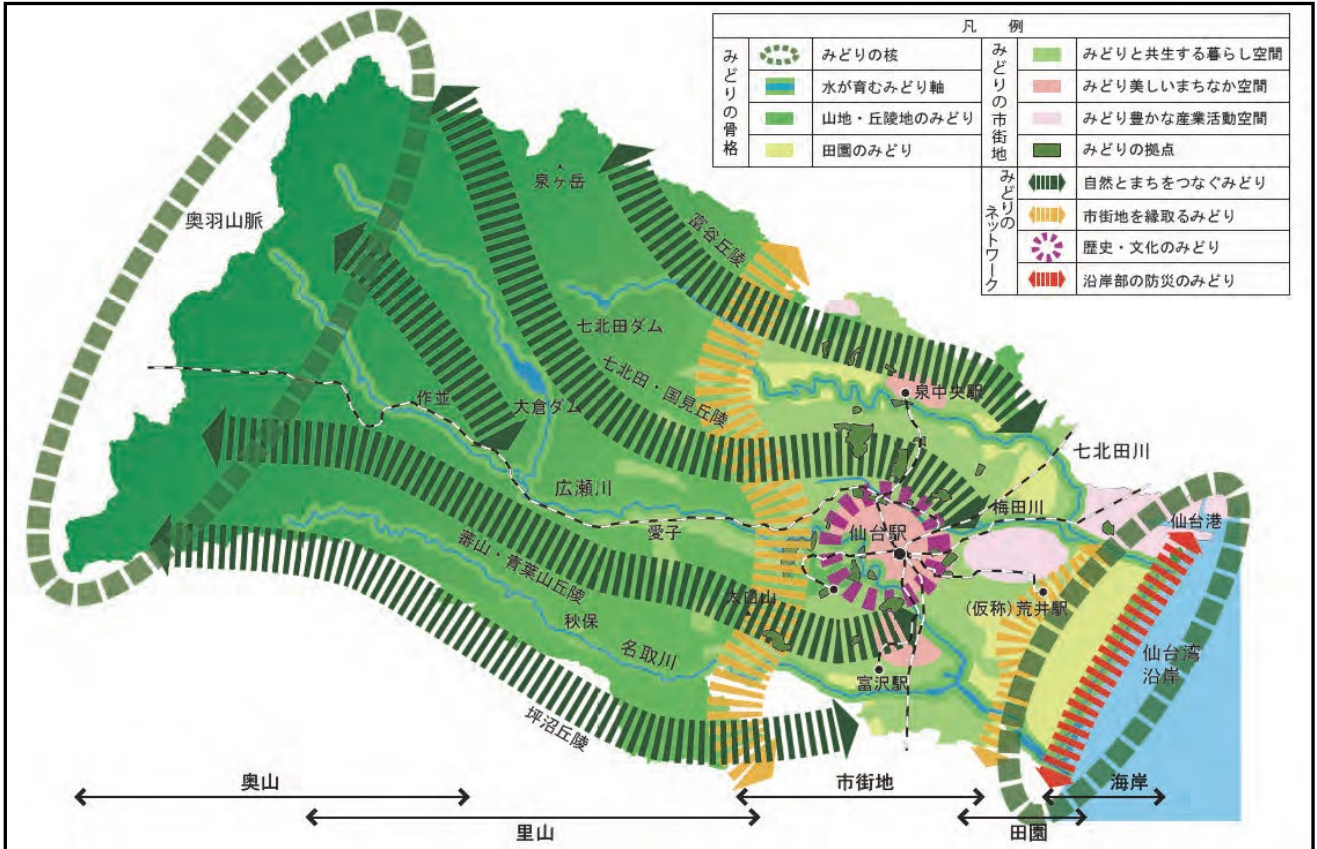 凡 例
みどりの骨格
みどりの核
水が育むみどり軸
山地・丘陵地のみどり
田園のみどり
みどりの市街地
みどりと共生する暮らし空間
みどり美しいまちなか空間
みどり豊かな産業活動空間
みどりの拠点
みどりのネットワーク
自然とまちをつなぐみどり
市街地を縁取るみどり
歴史・文化のみどり
沿岸部の防災のみどり
泉ヶ岳
奥羽山脈
富谷丘陵
七北田ダム
七北田・国見丘陵
作並
大倉ダム
泉中央駅
七北田川
広瀬川
梅田川
仙台港
愛子
仙台駅
蕃山・青葉山丘陵
太白山
(仮称)荒井駅
秋保
名取川
富沢駅
仙台湾
沿岸
坪沼丘陵
奥山
市街地
海岸
里山
田園